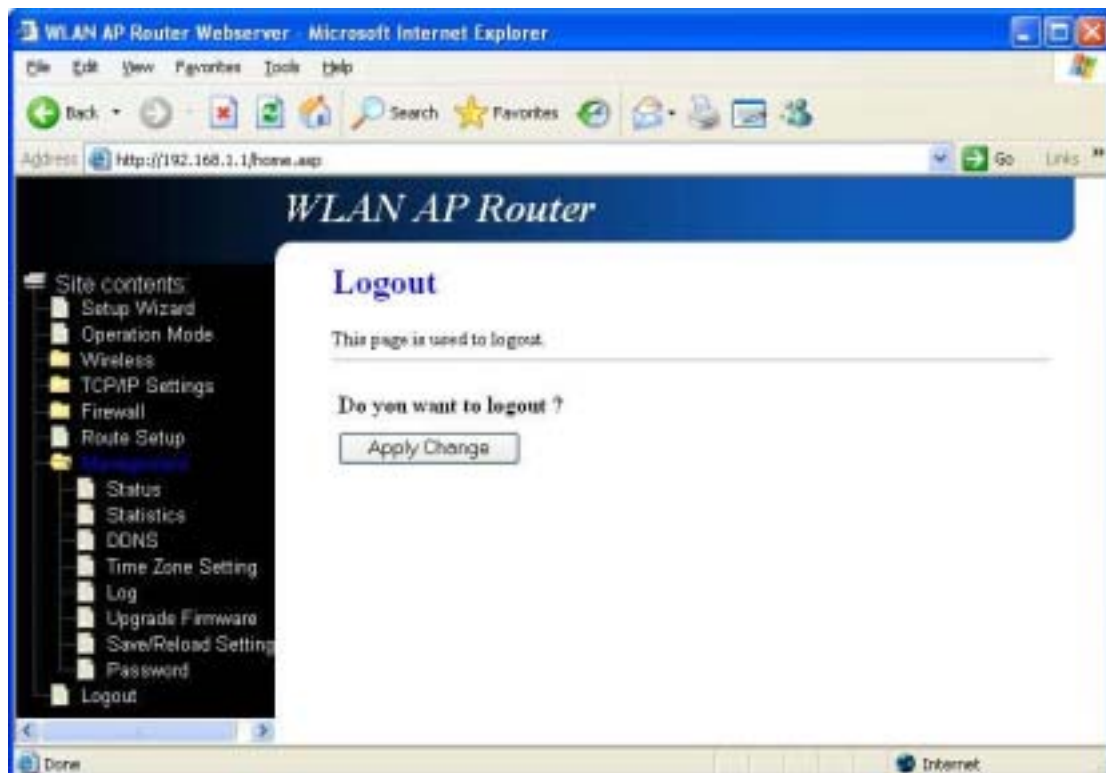 WLAN AP Router Webserver - Microsoft Internet Explorer
File Edit View Favorites Tools Help
Back Search Favorites
Address http://192.168.1.1/home.asp Go Links »
WLAN AP Router
Site contents:
Setup Wizard
Operation Mode
Wireless
TCP/IP Settings
Firewall
Route Setup
Management
Status
Statistics
DDNS
Time Zone Setting
Log
Upgrade Firmware
Save/Reload Setting
Password
Logout
Logout
This page is used to logout.
Do you want to logout ?
Apply Change
Done Internet